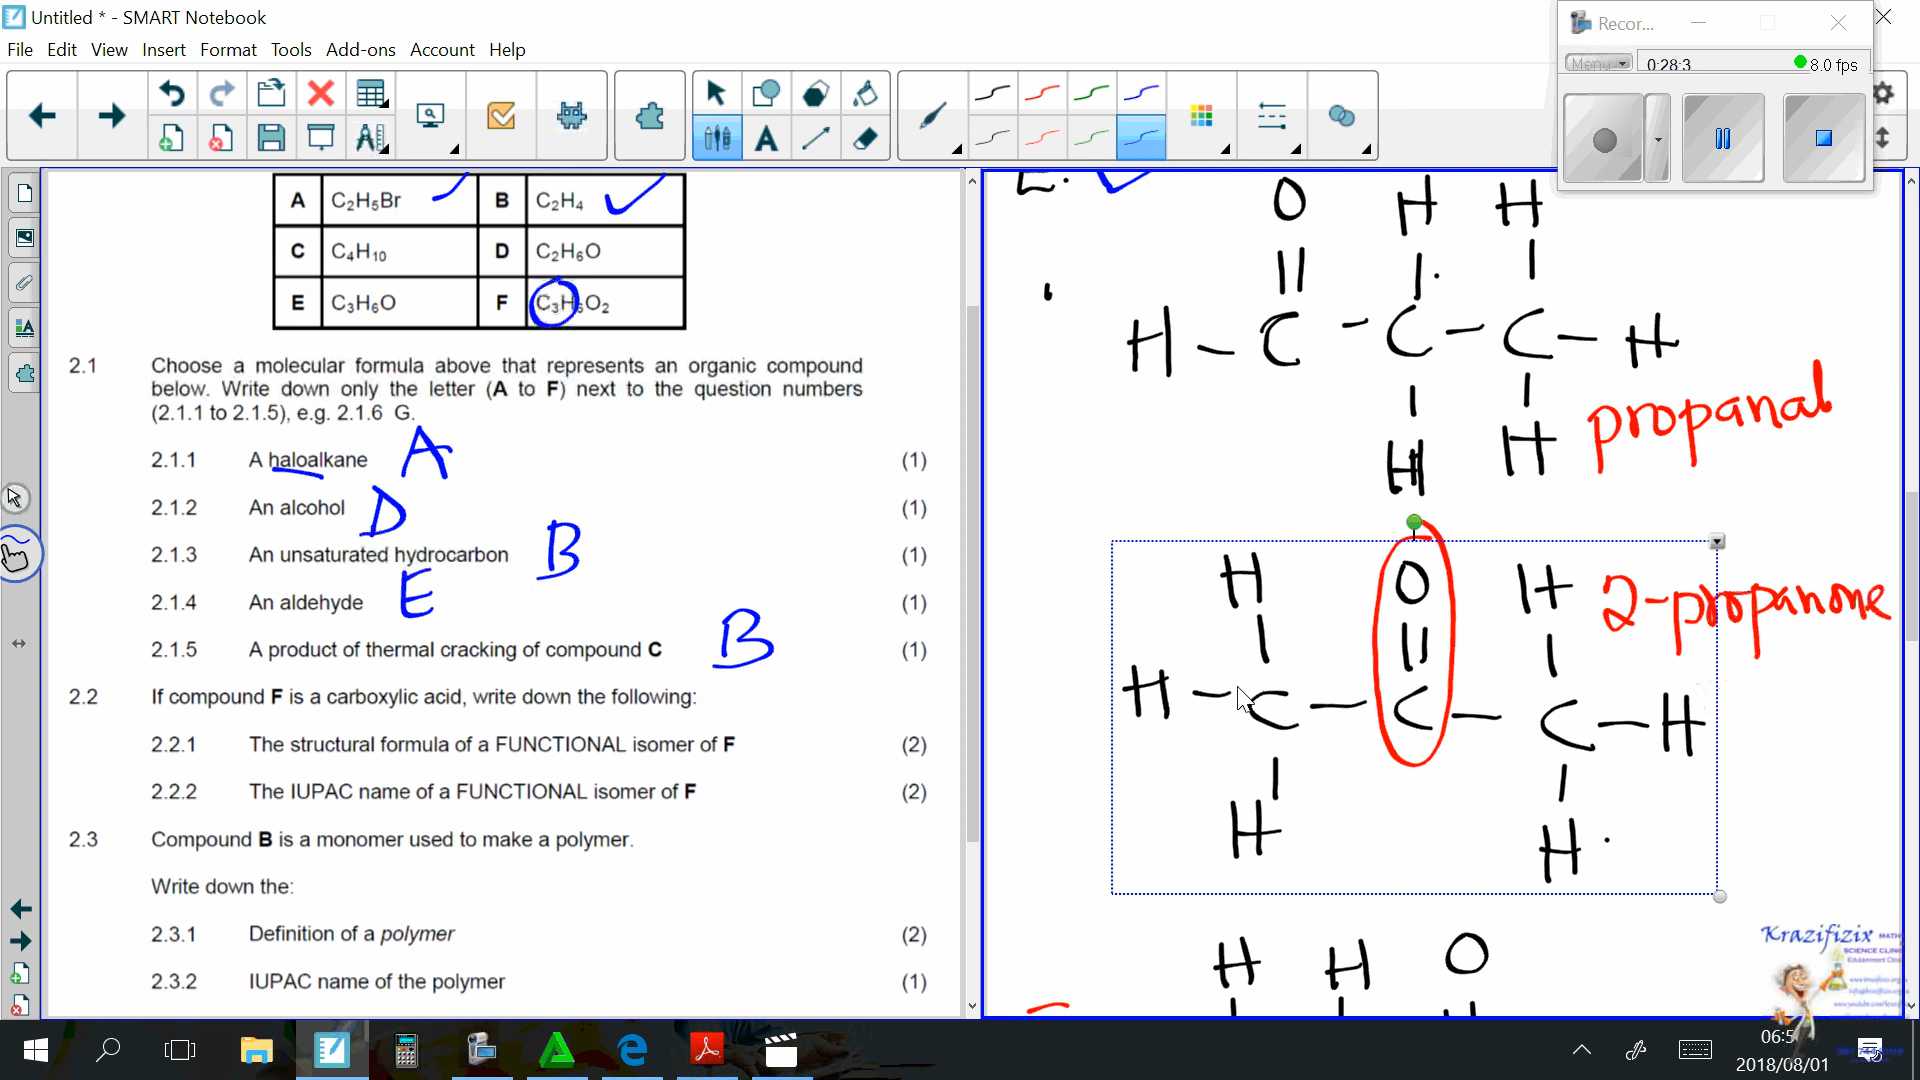 Untitled * - SMART Notebook
File Edit View Insert Format Tools Add-ons Account Help
Recor...
Menu
0:28:3
8.0 fps
A C₂H₅Br B C₂H₄
C C₄H₁₀ D C₂H₆O
E C₃H₆O F C₃H₆O₂
2.1 Choose a molecular formula above that represents an organic compound
below. Write down only the letter (A to F) next to the question numbers
(2.1.1 to 2.1.5), e.g. 2.1.6 G.
2.1.1 A haloalkane A (1)
2.1.2 An alcohol D (1)
2.1.3 An unsaturated hydrocarbon B (1)
2.1.4 An aldehyde E (1)
2.1.5 A product of thermal cracking of compound C B (1)
2.2 If compound F is a carboxylic acid, write down the following:
2.2.1 The structural formula of a FUNCTIONAL isomer of F (2)
2.2.2 The IUPAC name of a FUNCTIONAL isomer of F (2)
2.3 Compound B is a monomer used to make a polymer.
Write down the:
2.3.1 Definition of a polymer (2)
2.3.2 IUPAC name of the polymer (1)
O H H
H - C - C - C - H
H H
propanal
H O H
2-propanone
H - C - C - C - H
H H
H H O
Krazifizix
SCIENCE CLINIC
2018/08/01